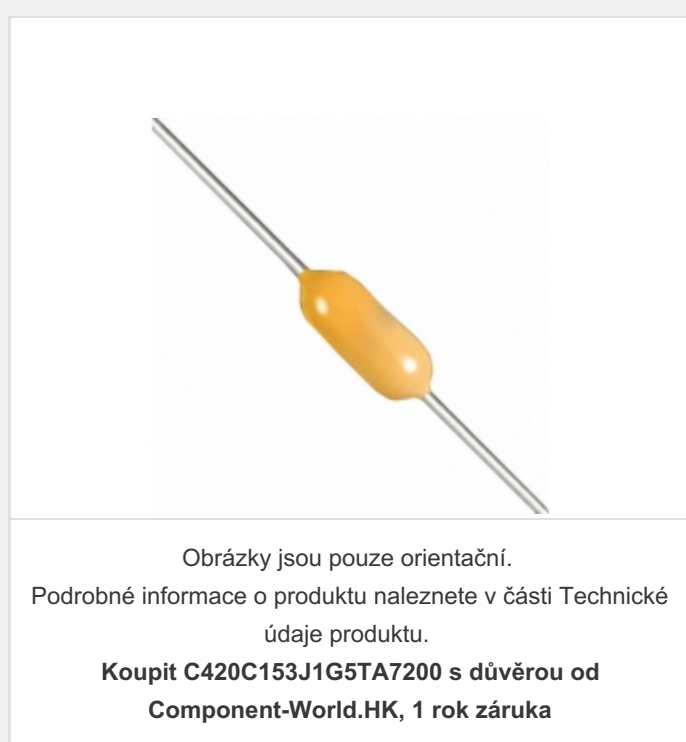 Obrázky jsou pouze orientační.
Podrobné informace o produktu naleznete v části Technické
údaje produktu.
Koupit C420C153J1G5TA7200 s důvěrou od
Component-World.HK, 1 rok záruka